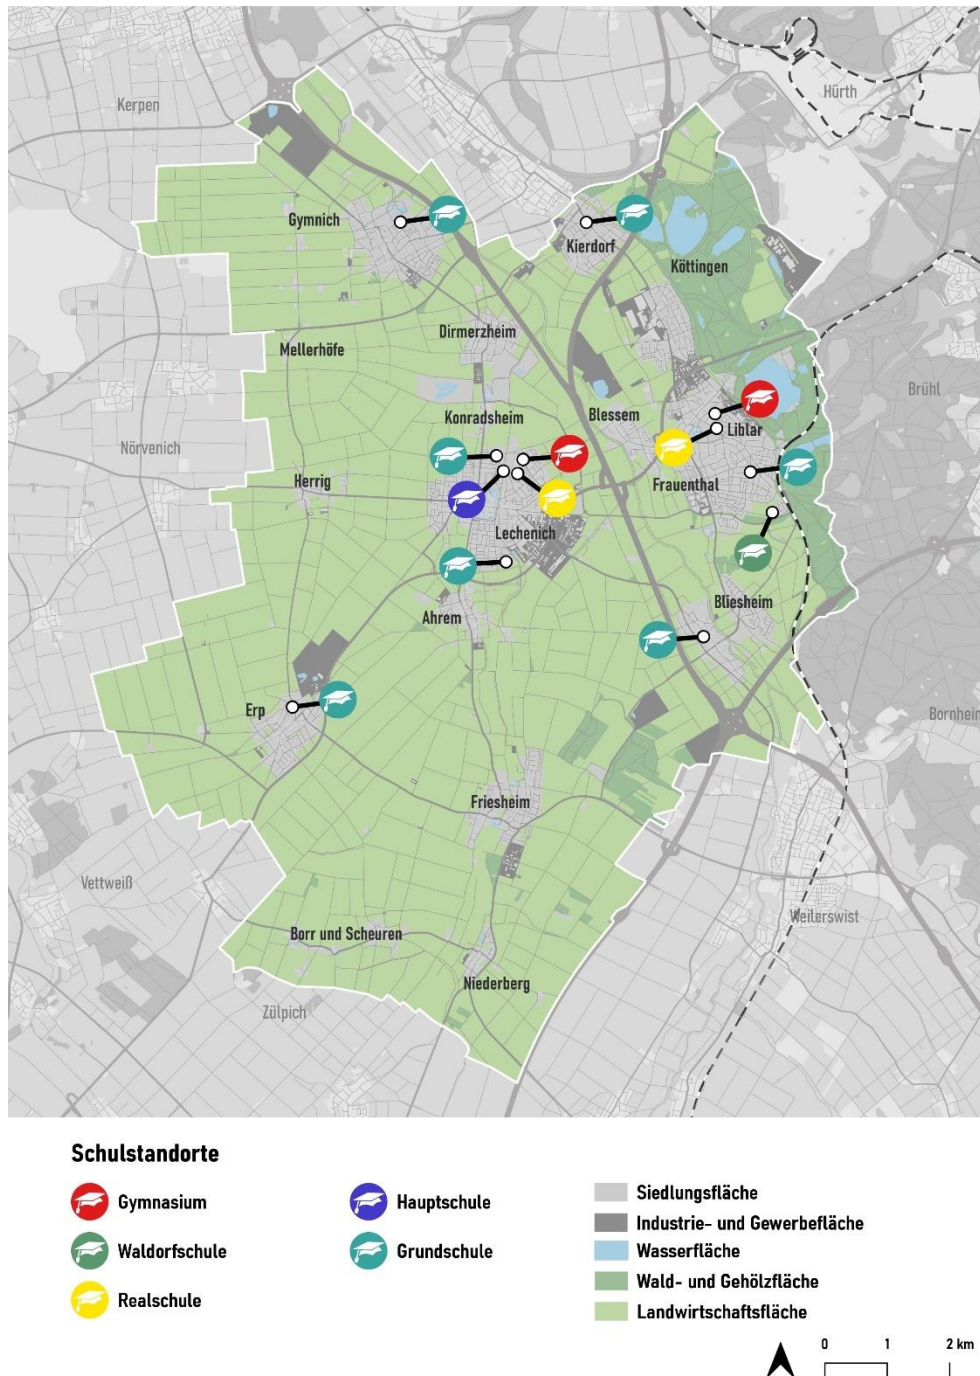 Kerpen
Hürth
Gymnich
Kierdorf
Köttingen
Dirmerzheim
Mellerhöfe
Brühl
Konradsheim
Blessem
Liblar
Nörvenich
Herrig
Frauenthal
Lechenich
Ahrem
Bliesheim
Erp
Bornheim
Friesheim
Vettweiß
Weilerswist
Borr und Scheuren
Niederberg
Zülpich
Schulstandorte
Gymnasium
Waldorfschule
Realschule
Hauptschule
Grundschule
Siedlungsfläche
Industrie- und Gewerbefläche
Wasserfläche
Wald- und Gehölzfläche
Landwirtschaftsfläche
0 1 2 km